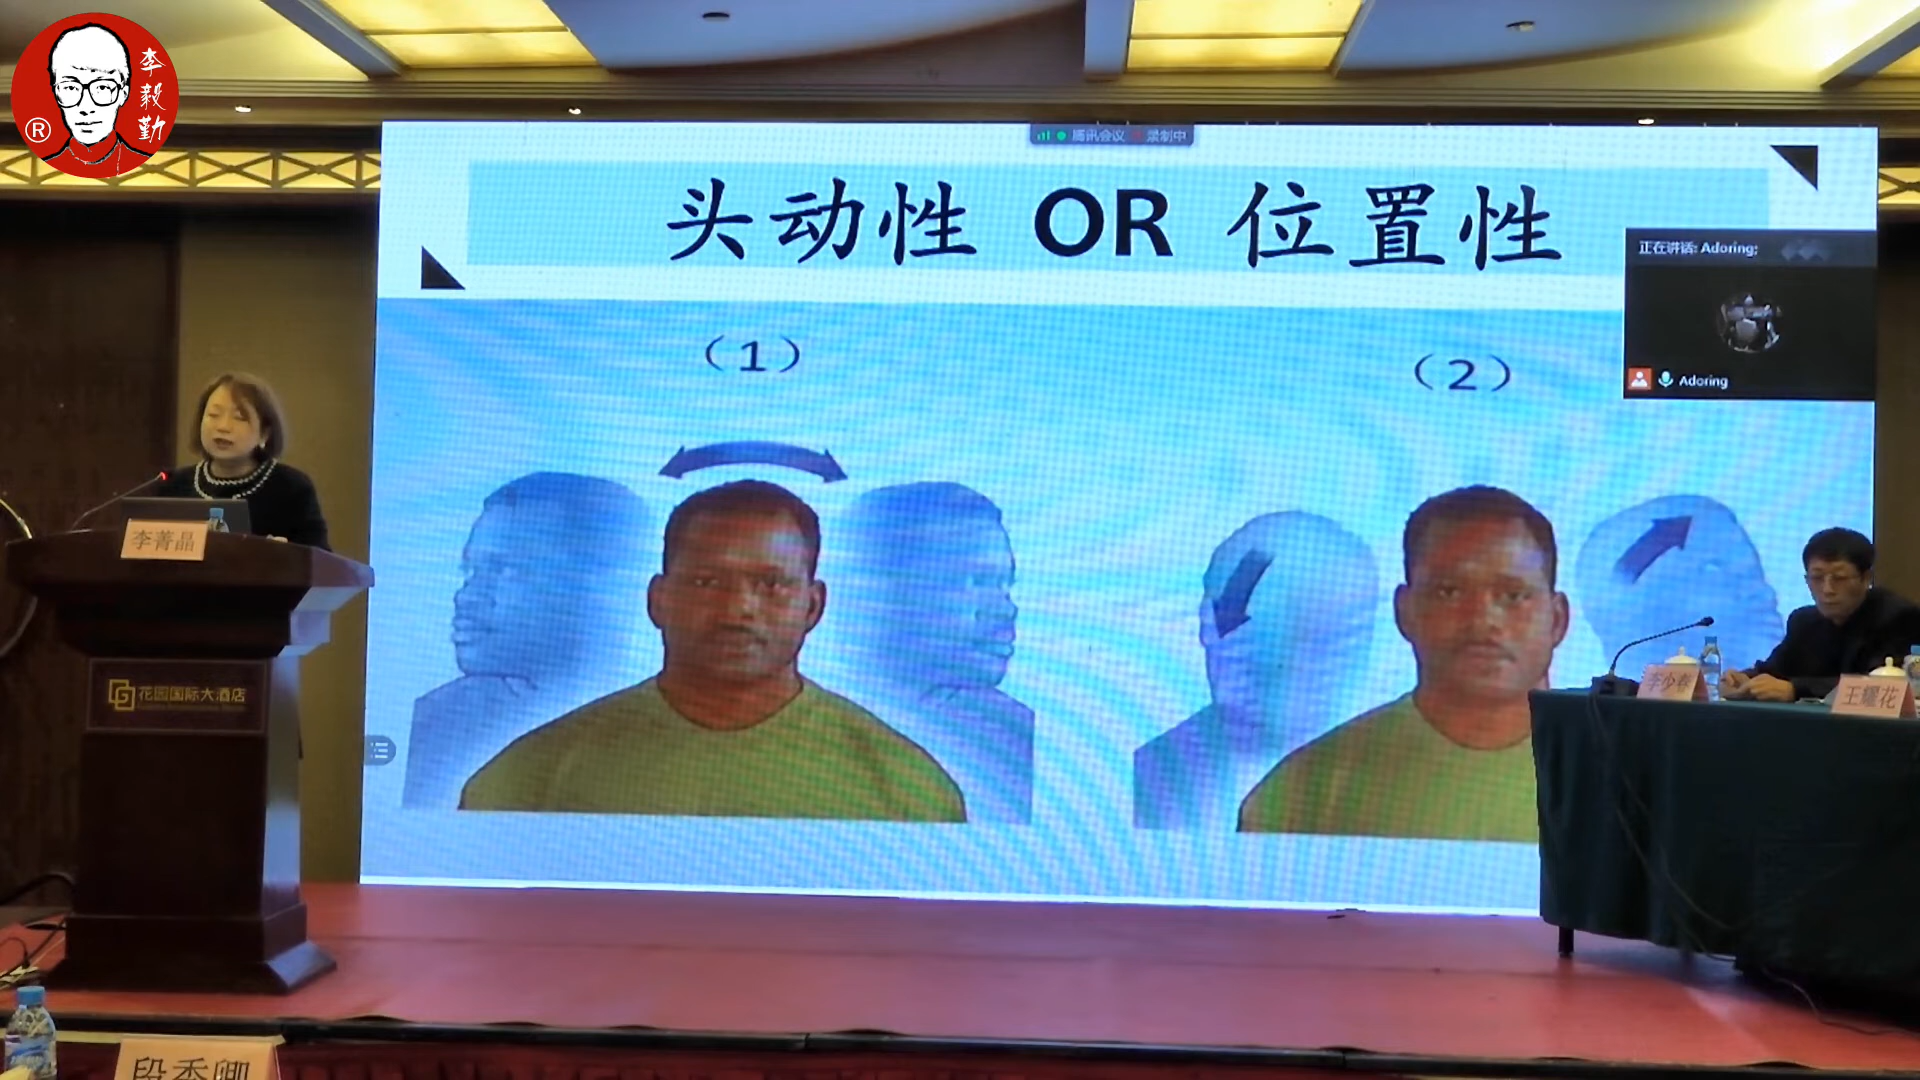 李毅勤
®
腾讯会议 录制中
头动性 OR 位置性
正在讲话: Adoring;
(1)
(2)
Adoring
李菁晶
花园国际大酒店
李少春
王耀花
段香卿